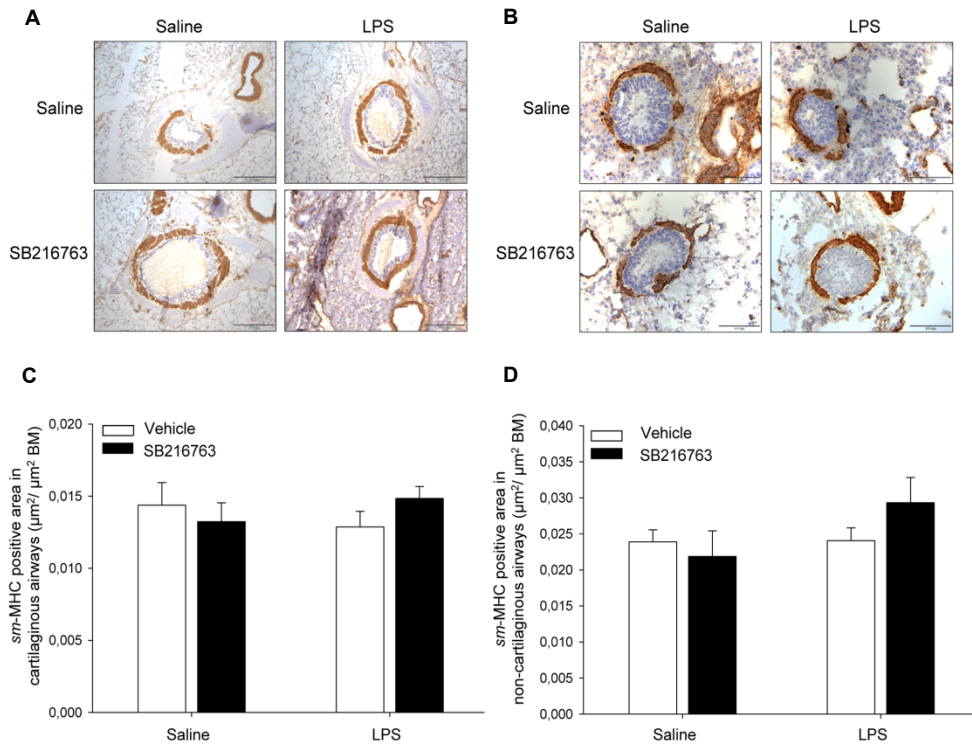 A
B
Saline
LPS
Saline
LPS
Saline
Saline
SB216763
SB216763
C
D
0,020
0,015
0,010
0,005
0,000
Vehicle
SB216763
sm-MHC positive area in
cartilaginous airways (µm²/ µm² BM)
Saline
LPS
0,040
0,035
0,030
0,025
0,020
0,015
0,010
0,005
0,000
Vehicle
SB216763
sm-MHC positive area in
non-cartilaginous airways (µm²/ µm² BM)
Saline
LPS